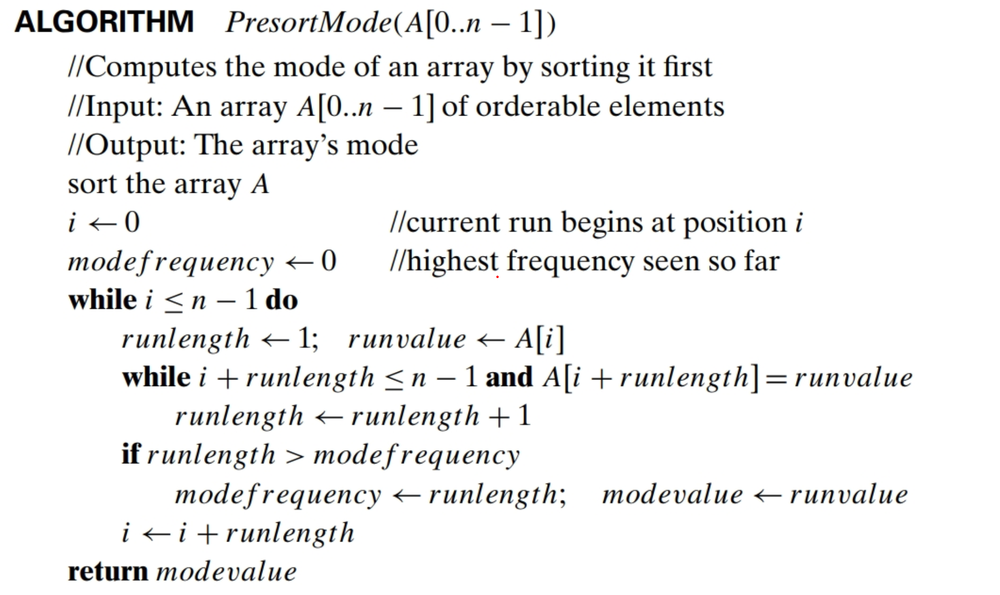 ALGORITHM PresortMode(A[0..n − 1])
//Computes the mode of an array by sorting it first
//Input: An array A[0..n − 1] of orderable elements
//Output: The array’s mode
sort the array A
i ← 0 //current run begins at position i
modefrequency ← 0 //highest frequency seen so far
while i ≤ n − 1 do
runlength ← 1; runvalue ← A[i]
while i + runlength ≤ n − 1 and A[i + runlength] = runvalue
runlength ← runlength + 1
if runlength > modefrequency
modefrequency ← runlength; modevalue ← runvalue
i ← i + runlength
return modevalue